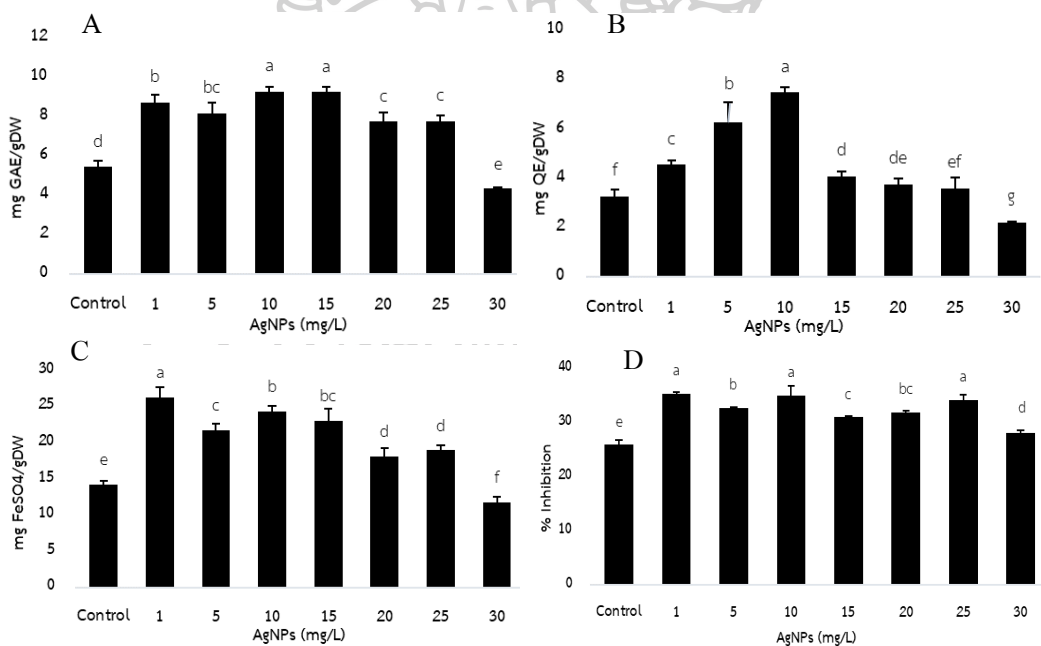 A
mg GAE/gDW
12
10
8
6
4
2
0
d
b
bc
a
a
c
c
e
Control 1 5 10 15 20 25 30
AgNPs (mg/L)
B
mg QE/gDW
10
8
6
4
2
0
f
c
b
a
d
de
ef
g
Control 1 5 10 15 20 25 30
AgNPs (mg/L)
C
mg FeSO4/gDW
30
25
20
15
10
5
0
e
a
c
b
bc
d
d
f
Control 1 5 10 15 20 25 30
AgNPs (mg/L)
D
% Inhibition
40
30
20
10
0
e
a
b
a
c
bc
a
d
Control 1 5 10 15 20 25 30
AgNPs (mg/L)